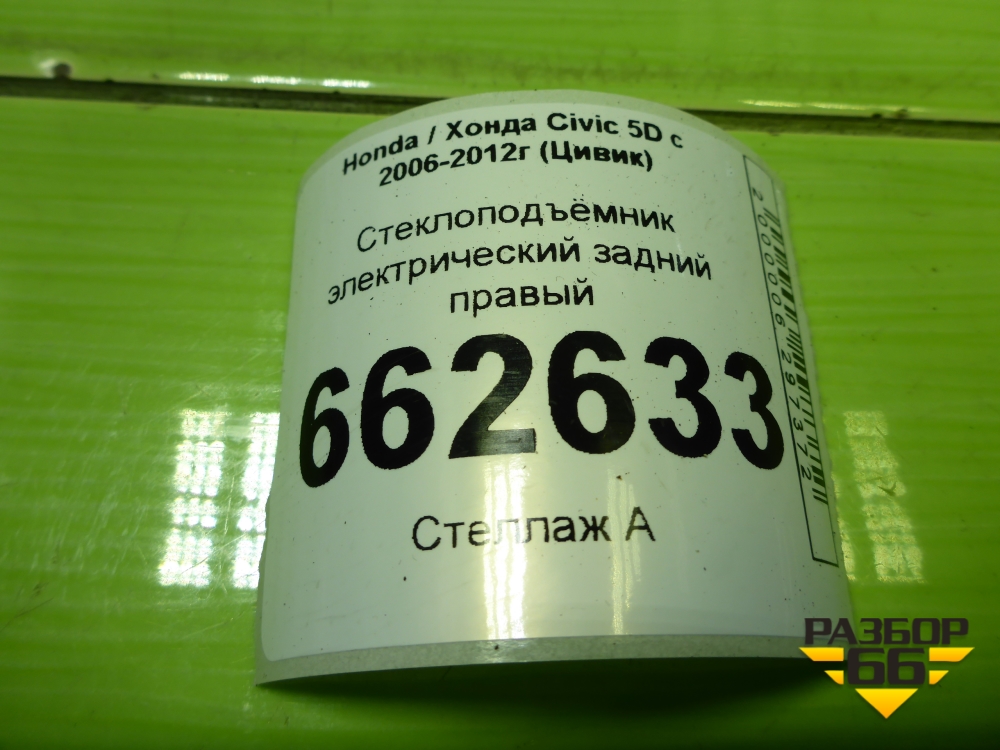 Honda / Хонда Civic 5D с
2006-2012г (Цивик)
Стеклоподъёмник
электрический задний
правый
662633
Стеллаж А
2000006297372
РАЗБОР
66